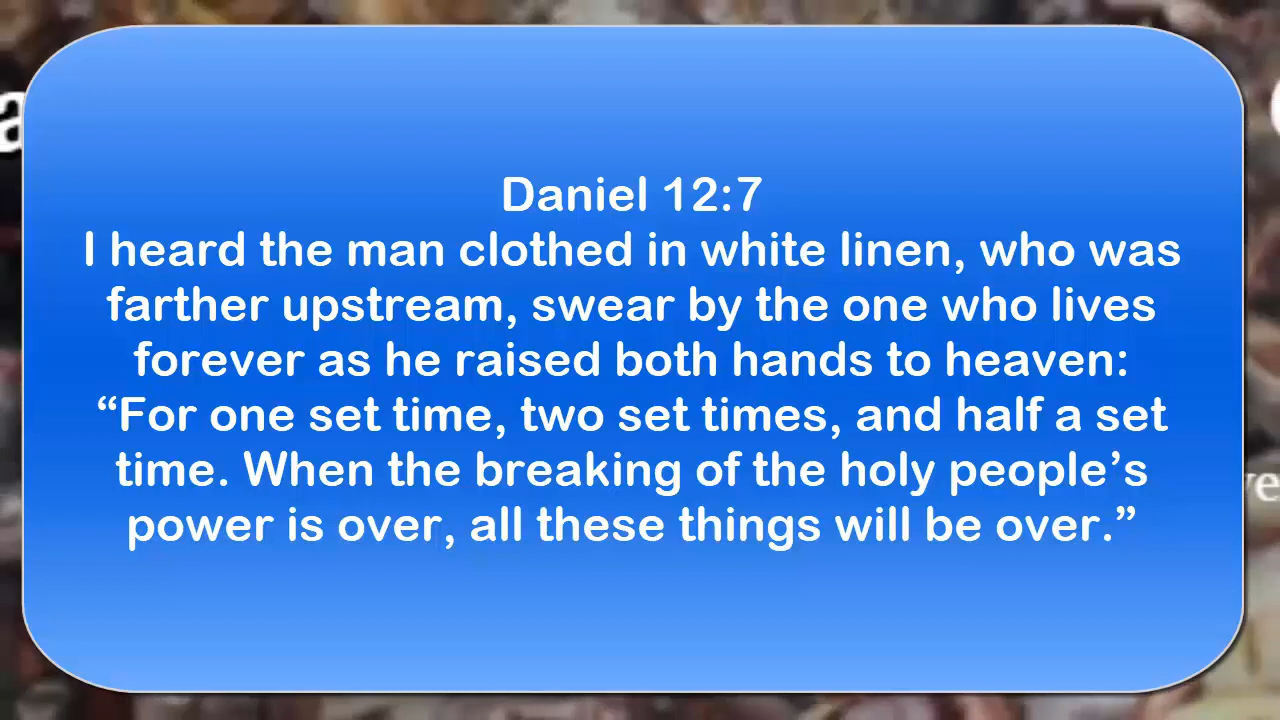 Daniel 12:7
I heard the man clothed in white linen, who was
farther upstream, swear by the one who lives
forever as he raised both hands to heaven:
“For one set time, two set times, and half a set
time. When the breaking of the holy people’s
power is over, all these things will be over.”